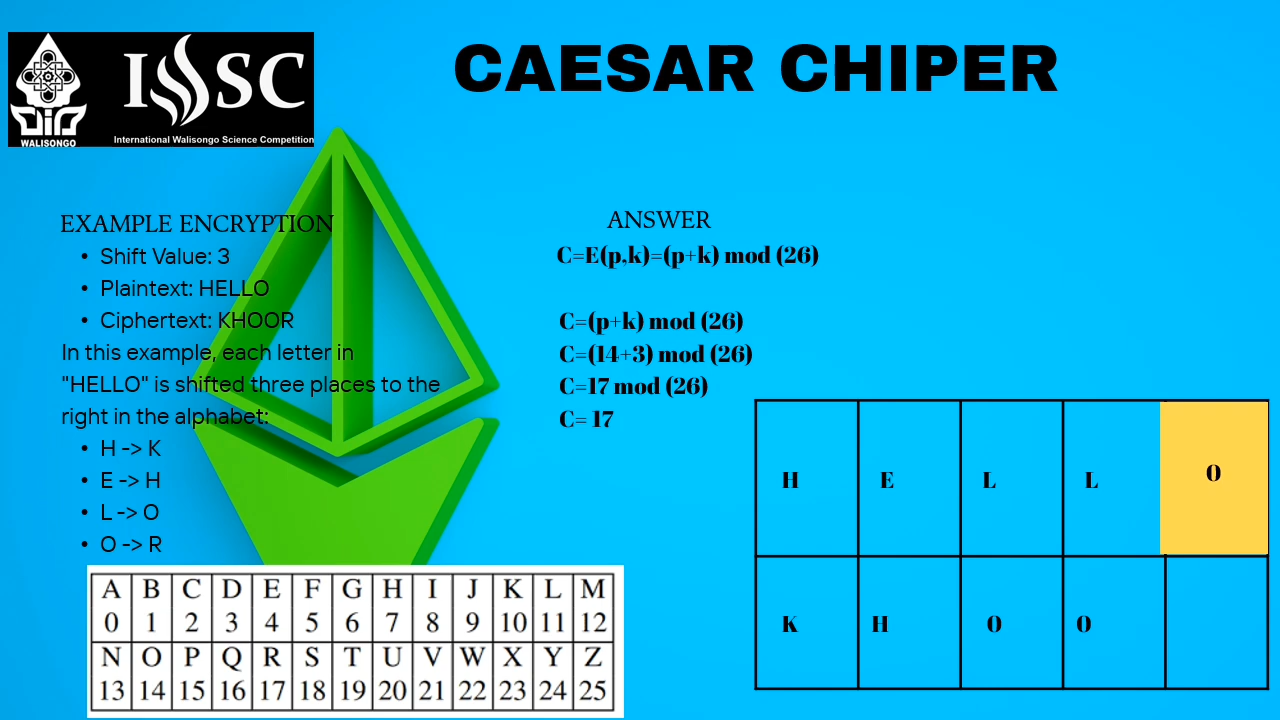 CAESAR CHIPER
WALISONGO
ISSC
International Walisongo Science Competition
EXAMPLE ENCRYPTION
• Shift Value: 3
• Plaintext: HELLO
• Ciphertext: KHOOR
In this example, each letter in
"HELLO" is shifted three places to the
right in the alphabet:
• H -> K
• E -> H
• L -> O
• O -> R
A B C D E F G H I J K L M
0 1 2 3 4 5 6 7 8 9 10 11 12
N O P Q R S T U V W X Y Z
13 14 15 16 17 18 19 20 21 22 23 24 25
ANSWER
C=E(p,k)=(p+k) mod (26)
C=(p+k) mod (26)
C=(14+3) mod (26)
C=17 mod (26)
C= 17
H E L L O
K H O O